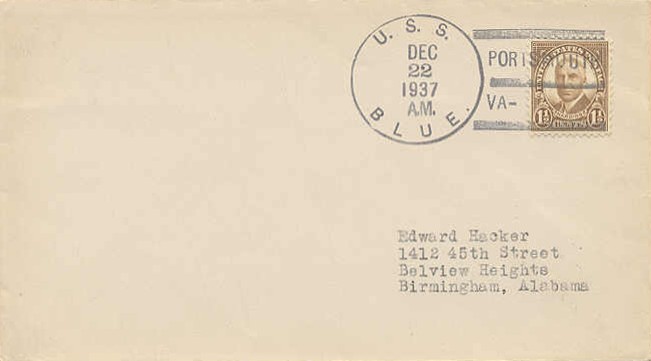 U. S. S.
DEC
22
1937
A.M.
BLUE.
PORTSMOUTH
VA-
UNITED STATES POSTAGE
HARDING
1½ 1½
Edward Hacker
1412 45th Street
Belview Heights
Birmingham, Alabama